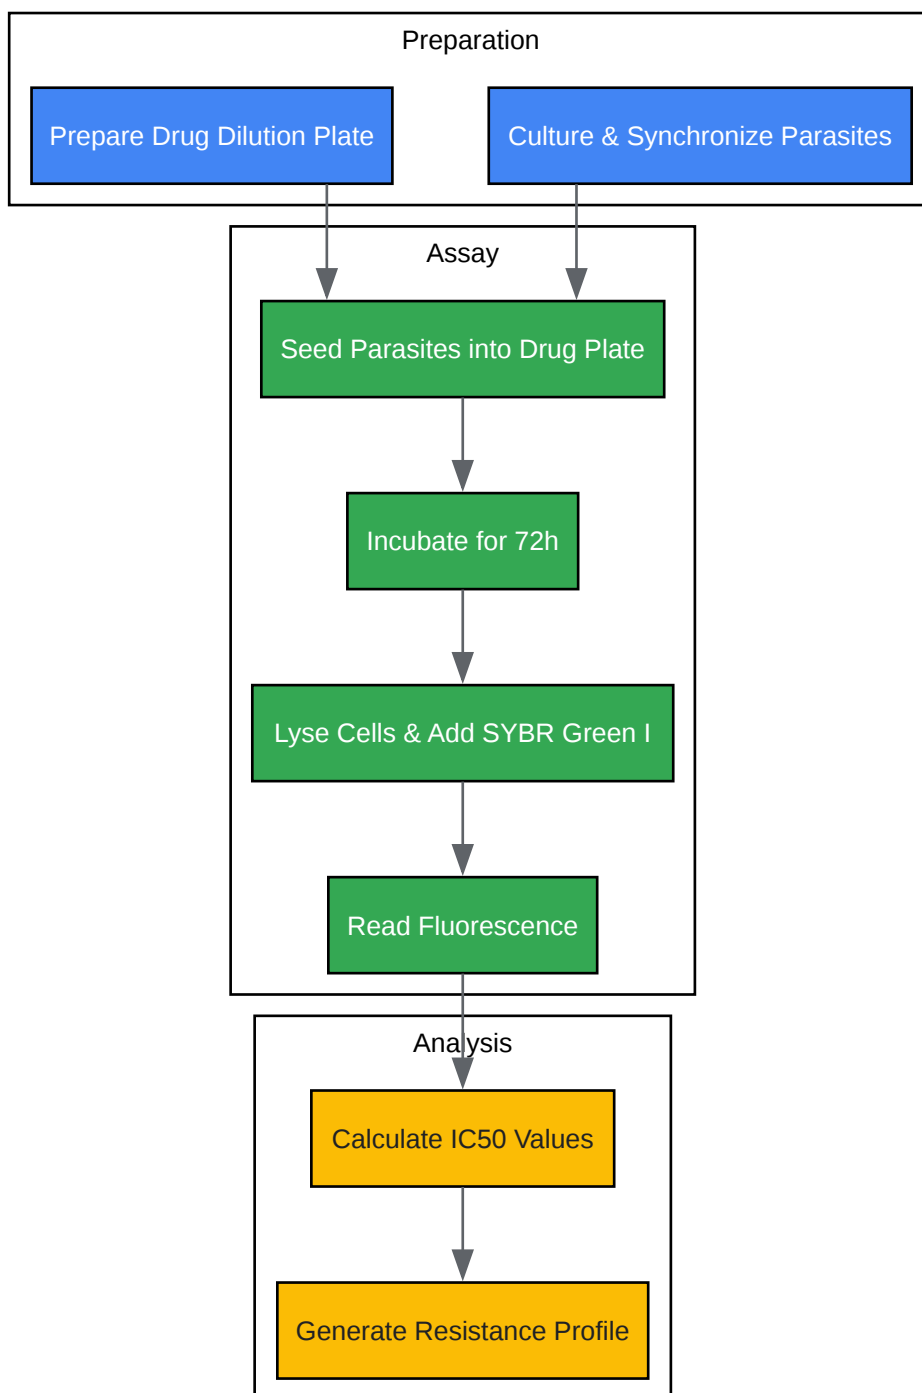 Preparation
Prepare Drug Dilution Plate
Culture & Synchronize Parasites
Assay
Seed Parasites into Drug Plate
Incubate for 72h
Lyse Cells & Add SYBR Green I
Read Fluorescence
Analysis
Calculate IC50 Values
Generate Resistance Profile